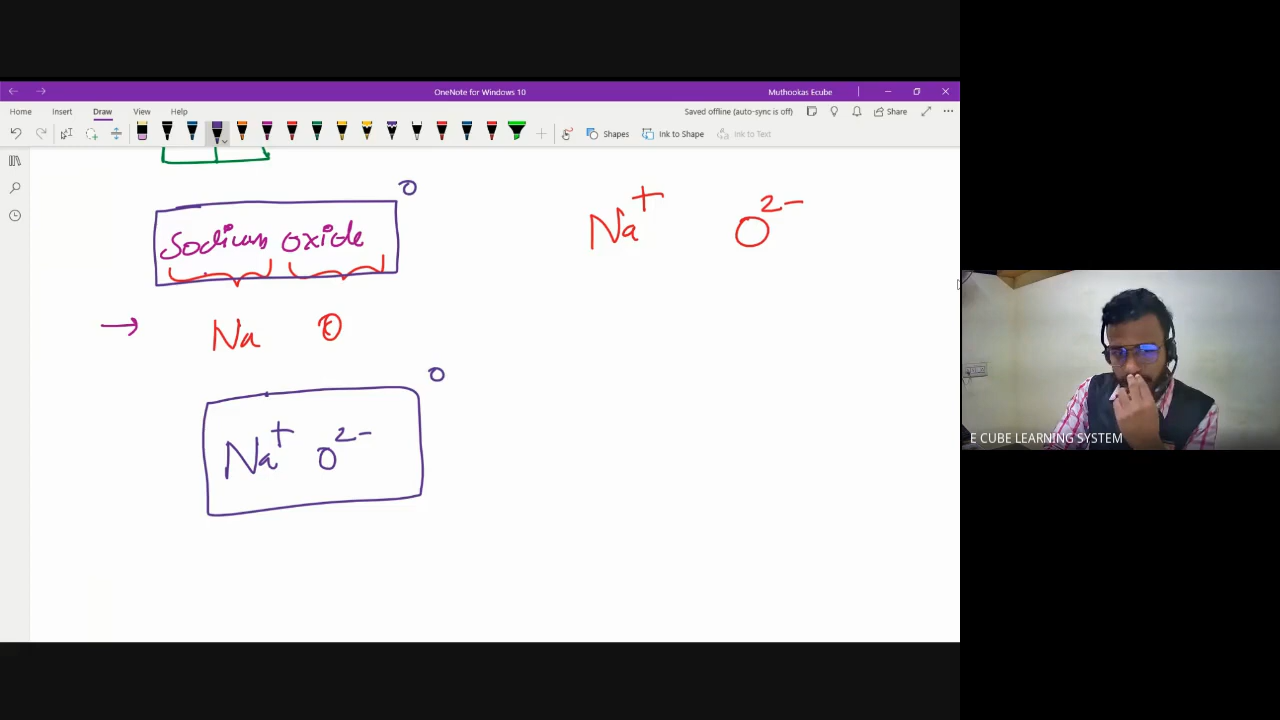 OneNote for Windows 10
Muthookas Ecube
Home Insert Draw View Help
Saved offline (auto-sync is off)
Share
Shapes
Ink to Shape
Ink to Text
0
Sodium oxide
Na+ O2-
Na O
0
Na+ O2-
E CUBE LEARNING SYSTEM